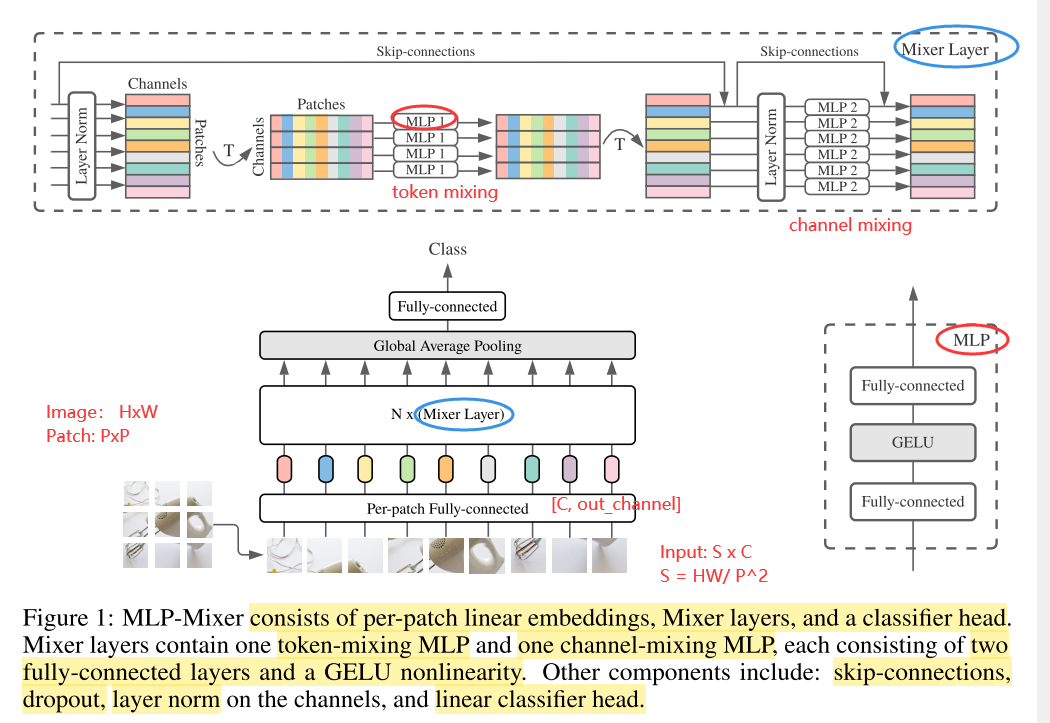 Skip-connections
Skip-connections
Mixer Layer
Channels
Layer Norm
Patches
T
Patches
Channels
MLP 1
MLP 1
MLP 1
MLP 1
token mixing
T
Layer Norm
MLP 2
MLP 2
MLP 2
MLP 2
MLP 2
MLP 2
channel mixing
Class
Fully-connected
Global Average Pooling
N x (Mixer Layer)
Image: HxW
Patch: PxP
Per-patch Fully-connected
[C, out_channel]
Input: S x C
S = HW/ P^2
MLP
Fully-connected
GELU
Fully-connected
Figure 1: MLP-Mixer consists of per-patch linear embeddings, Mixer layers, and a classifier head.
Mixer layers contain one token-mixing MLP and one channel-mixing MLP, each consisting of two
fully-connected layers and a GELU nonlinearity. Other components include: skip-connections,
dropout, layer norm on the channels, and linear classifier head.